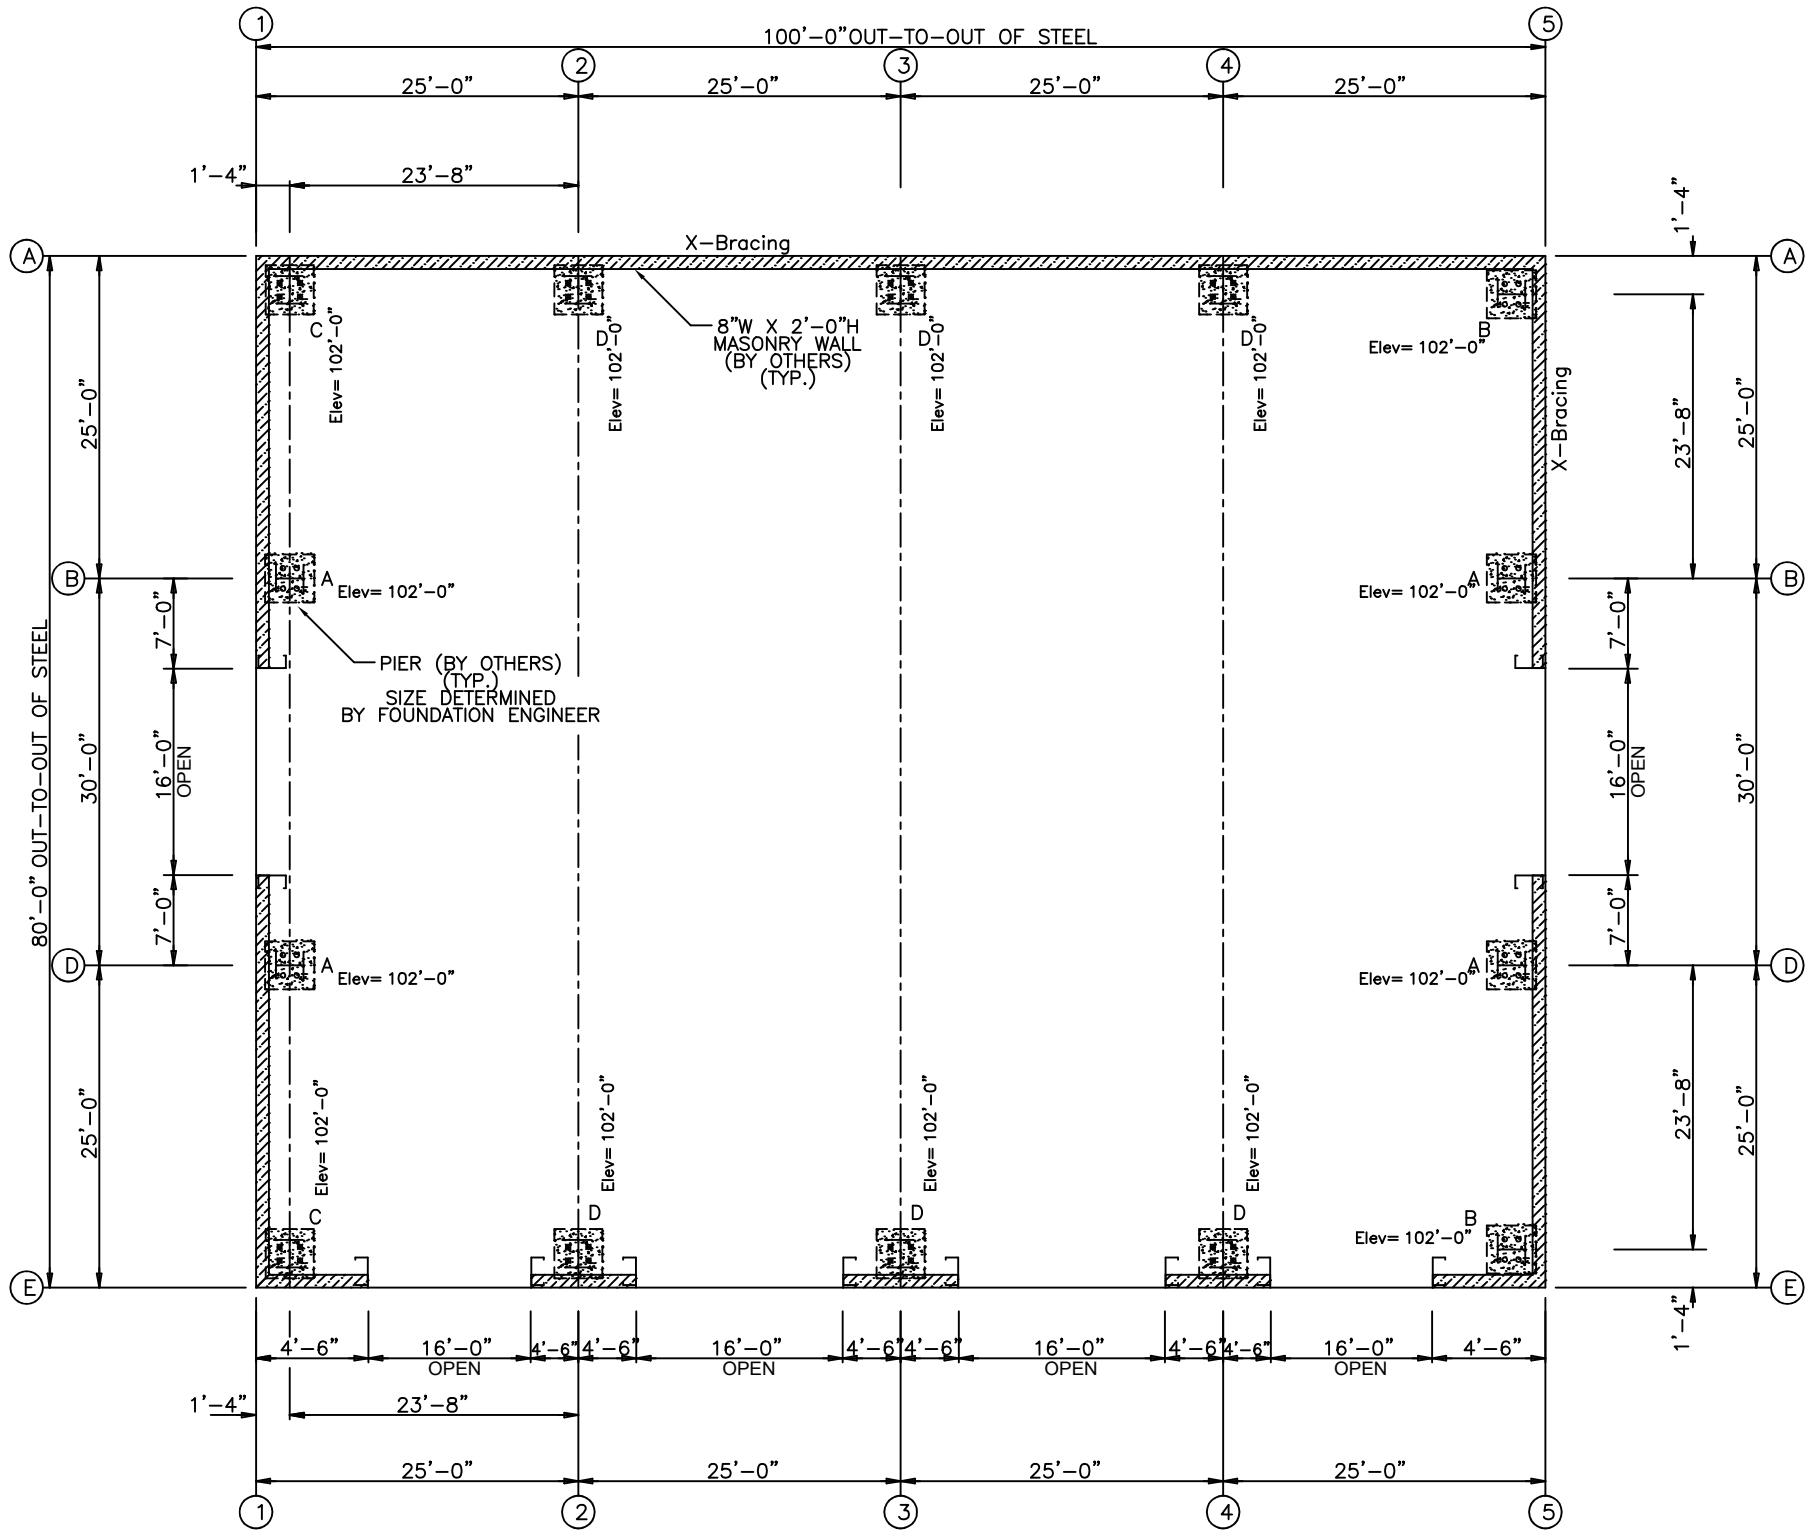 1
5
100'-0"OUT-TO-OUT OF STEEL
2
3
4
25'-0"
25'-0"
25'-0"
25'-0"
1'-4"
23'-8"
1'-4"
X-Bracing
A
A
C
Elev= 102'-0"
D
Elev= 102'-0"
8"W X 2'-0"H
MASONRY WALL
(BY OTHERS)
(TYP.)
D
Elev= 102'-0"
D
Elev= 102'-0"
B
Elev= 102'-0"
X-Bracing
25'-0"
23'-8"
25'-0"
B
A
Elev= 102'-0"
Elev= 102'-0"
A
B
7'-0"
7'-0"
PIER (BY OTHERS)
(TYP.)
SIZE DETERMINED
BY FOUNDATION ENGINEER
80'-0" OUT-TO-OUT OF STEEL
30'-0"
16'-0"
OPEN
16'-0"
OPEN
30'-0"
7'-0"
7'-0"
D
A
Elev= 102'-0"
Elev= 102'-0"
A
D
25'-0"
Elev= 102'-0"
Elev= 102'-0"
Elev= 102'-0"
Elev= 102'-0"
23'-8"
25'-0"
C
D
D
D
B
Elev= 102'-0"
E
E
1'-4"
4'-6"
16'-0"
OPEN
4'-6"
4'-6"
16'-0"
OPEN
4'-6"
4'-6"
16'-0"
OPEN
4'-6"
4'-6"
16'-0"
OPEN
4'-6"
1'-4"
23'-8"
25'-0"
25'-0"
25'-0"
25'-0"
1
2
3
4
5